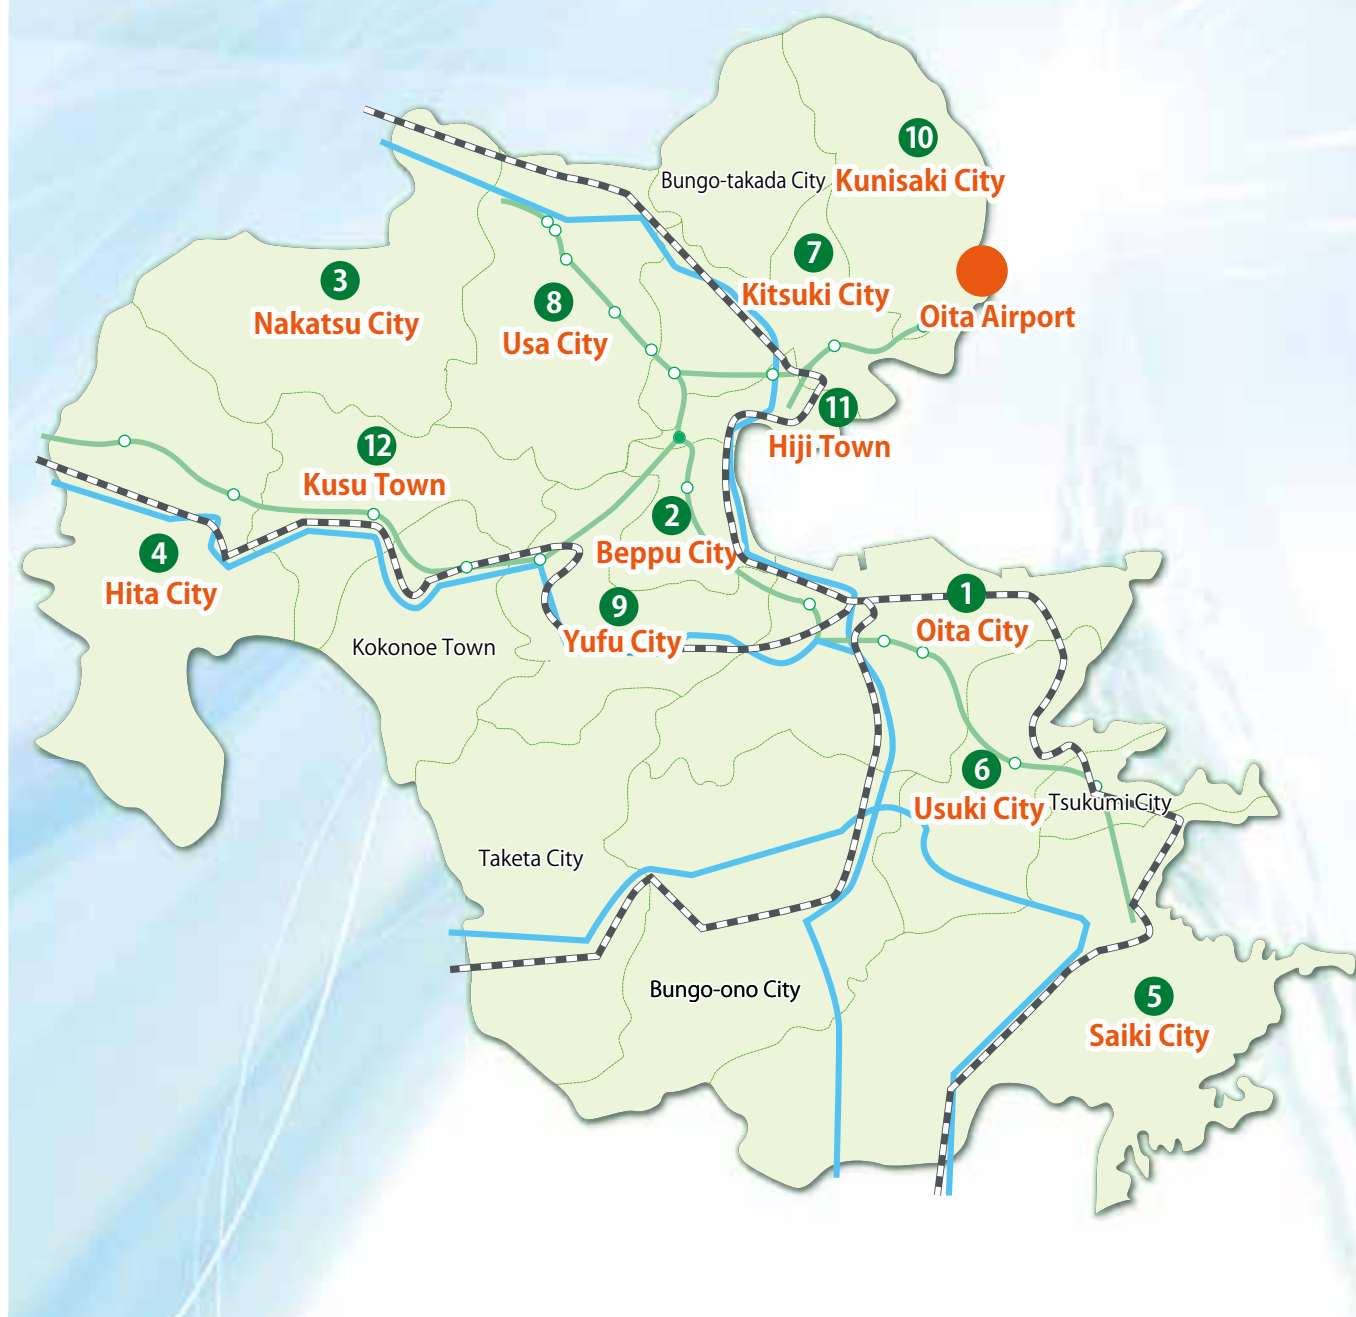 10
Bungo-takada City
Kunisaki City
7
Kitsuki City
3
Nakatsu City
8
Usa City
Oita Airport
11
Hiji Town
12
Kusu Town
2
Beppu City
4
Hita City
9
Yufu City
1
Oita City
Kokonoe Town
6
Usuki City
Tsukumi City
Taketa City
Bungo-ono City
5
Saiki City